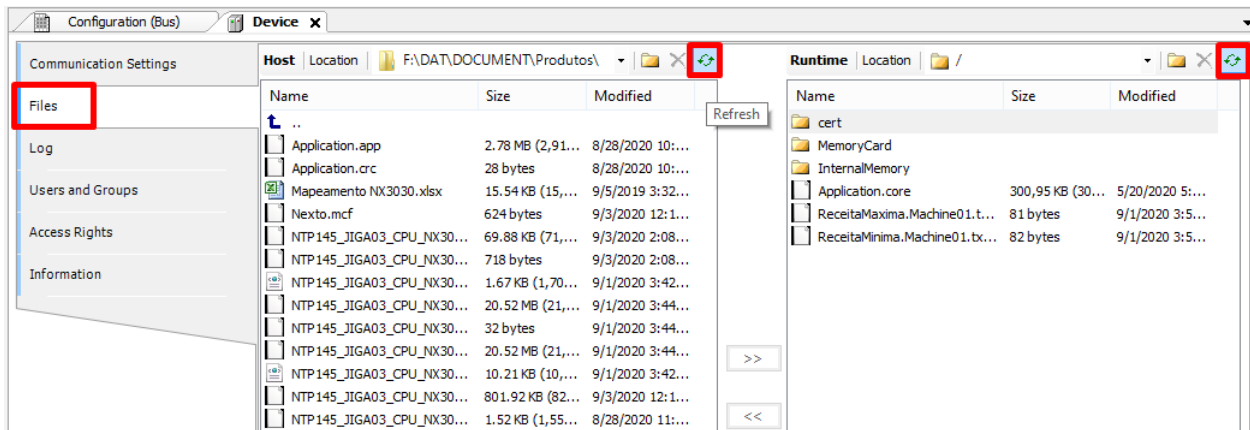 Configuration (Bus) Device X
Communication Settings
Files
Log
Users and Groups
Access Rights
Information
Host Location F:\DAT\DOCUMENT\Produtos\
Name Size Modified
..
Application.app 2.78 MB (2,91... 8/28/2020 10:...
Application.crc 28 bytes 8/28/2020 10:...
Mapeamento NX3030.xlsx 15.54 KB (15,... 9/5/2019 3:32...
Nexto.mcf 624 bytes 9/3/2020 12:1...
NTP145_JIGA03_CPU_NX30... 69.88 KB (71,... 9/3/2020 2:08...
NTP145_JIGA03_CPU_NX30... 718 bytes 9/3/2020 2:08...
NTP145_JIGA03_CPU_NX30... 1.67 KB (1,70... 9/1/2020 3:42...
NTP145_JIGA03_CPU_NX30... 20.52 MB (21,... 9/1/2020 3:44...
NTP145_JIGA03_CPU_NX30... 32 bytes 9/1/2020 3:44...
NTP145_JIGA03_CPU_NX30... 20.52 MB (21,... 9/1/2020 3:44...
NTP145_JIGA03_CPU_NX30... 10.21 KB (10,... 9/1/2020 3:42...
NTP145_JIGA03_CPU_NX30... 801.92 KB (82... 9/3/2020 12:1...
NTP145_JIGA03_CPU_NX30... 1.52 KB (1,55... 8/28/2020 11:...
Refresh
>>
<<
Runtime Location /
Name Size Modified
cert
MemoryCard
InternalMemory
Application.core 300,95 KB (30... 5/20/2020 5:...
ReceitaMaxima.Machine01.t... 81 bytes 9/1/2020 3:5...
ReceitaMinima.Machine01.tx... 82 bytes 9/1/2020 3:5...